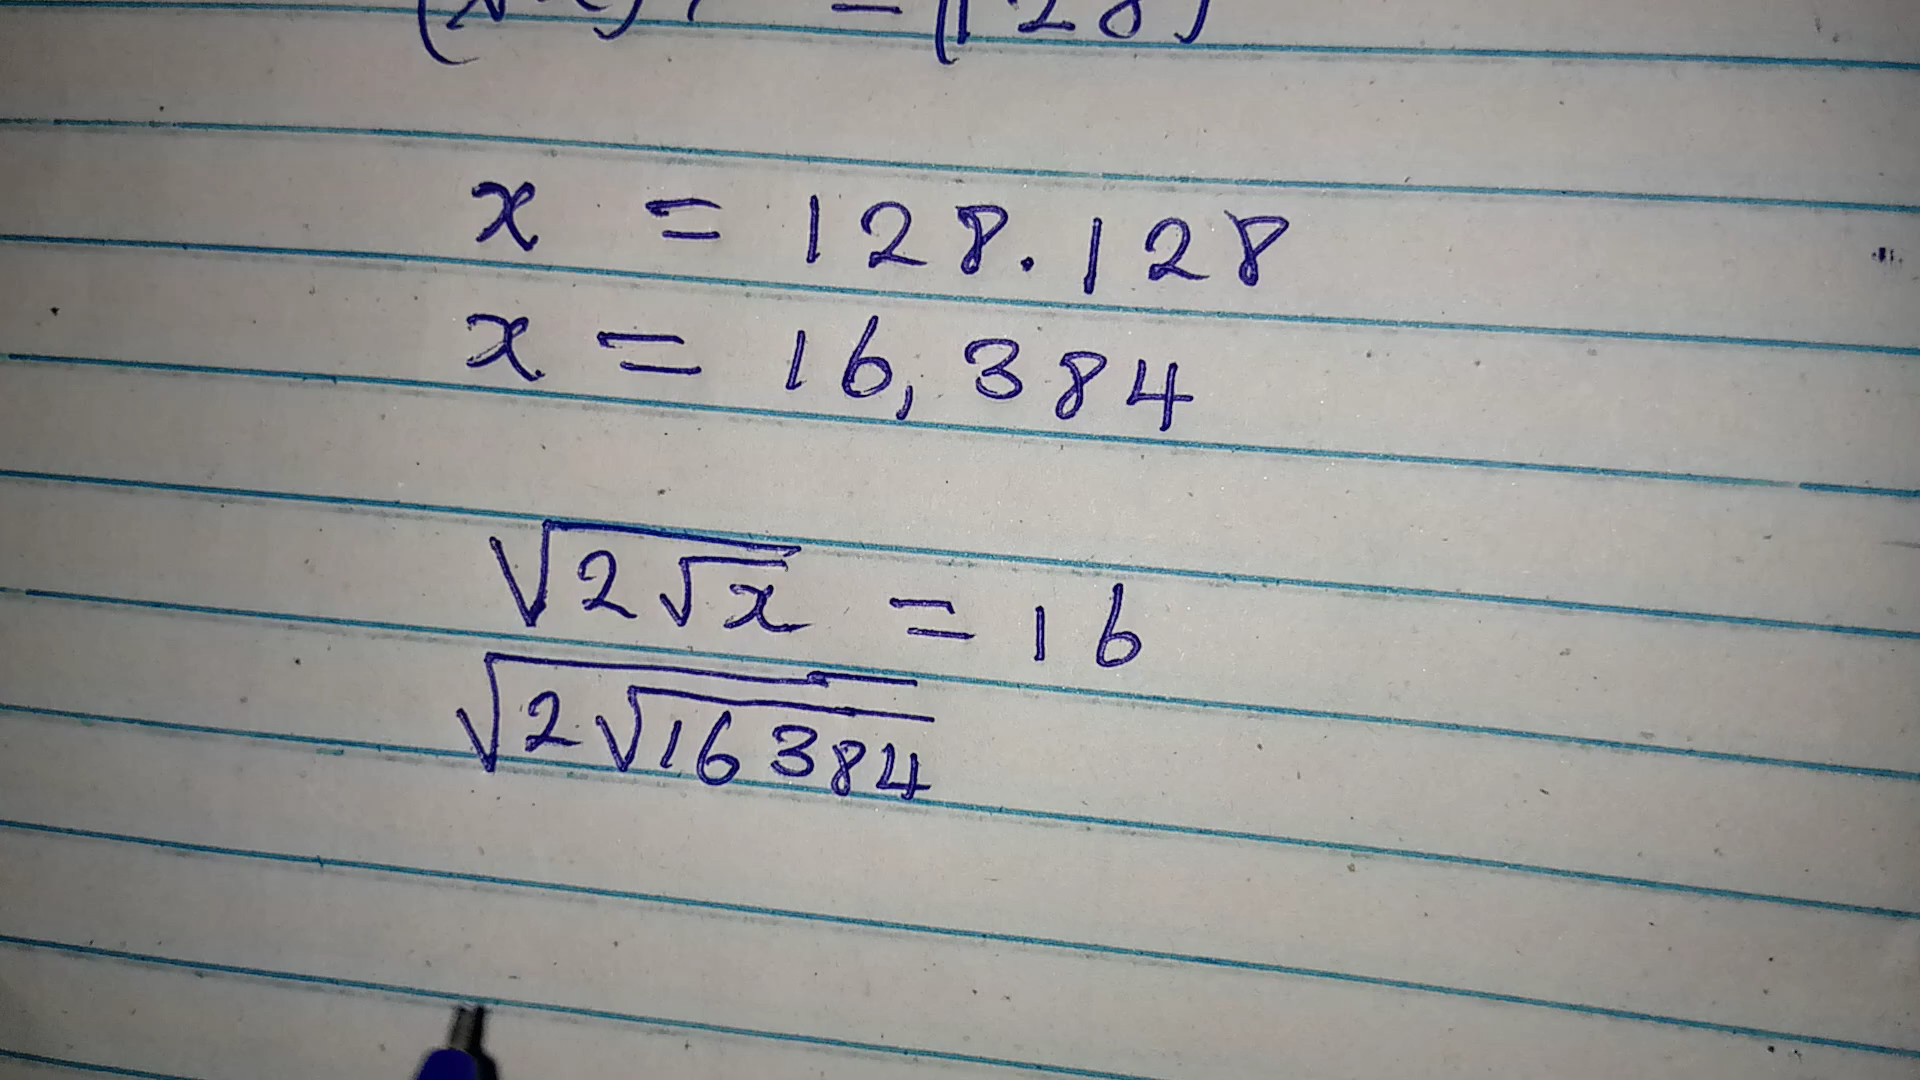 x = 128.128
x = 16,384
√2√x = 16
√2√16384